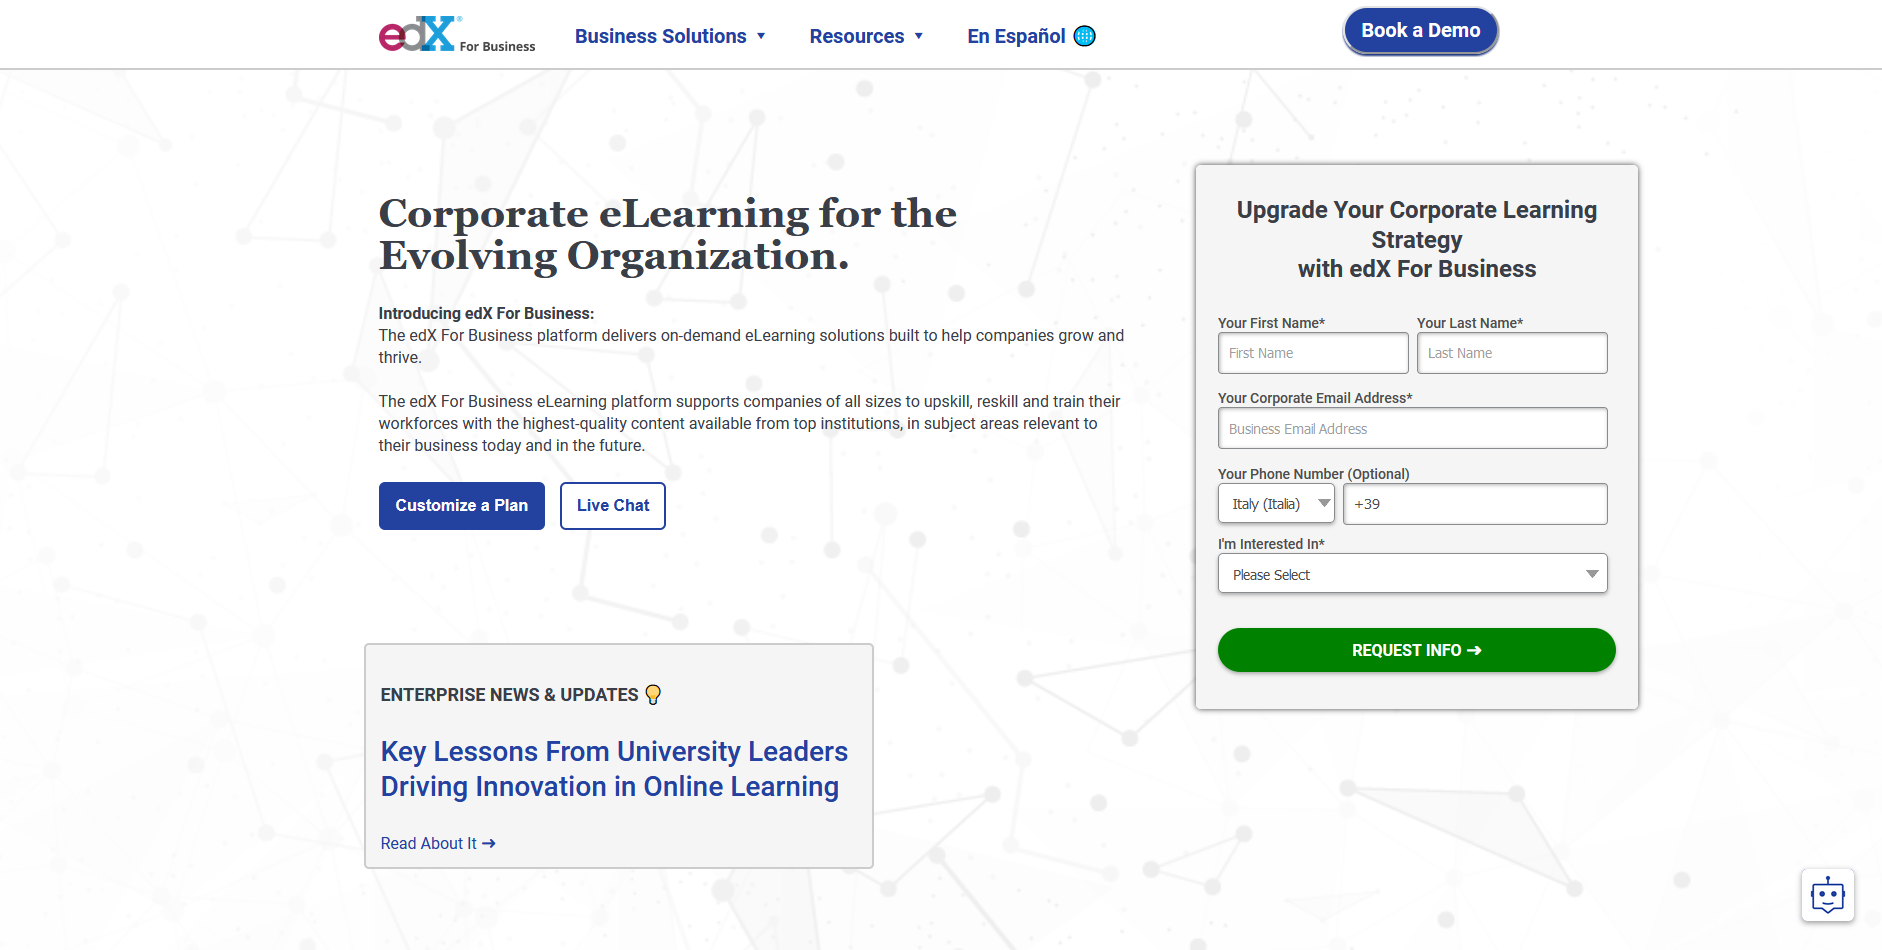 edX® For Business
Business Solutions
Resources
En Español
Book a Demo
Corporate eLearning for the
Evolving Organization.
Introducing edX For Business:
The edX For Business platform delivers on-demand eLearning solutions built to help companies grow and
thrive.
The edX For Business eLearning platform supports companies of all sizes to upskill, reskill and train their
workforces with the highest-quality content available from top institutions, in subject areas relevant to
their business today and in the future.
Customize a Plan
Live Chat
ENTERPRISE NEWS & UPDATES
Key Lessons From University Leaders
Driving Innovation in Online Learning
Read About It →
Upgrade Your Corporate Learning
Strategy
with edX For Business
Your First Name*
Your Last Name*
First Name
Last Name
Your Corporate Email Address*
Business Email Address
Your Phone Number (Optional)
Italy (Italia)
+39
I'm Interested In*
Please Select
REQUEST INFO →